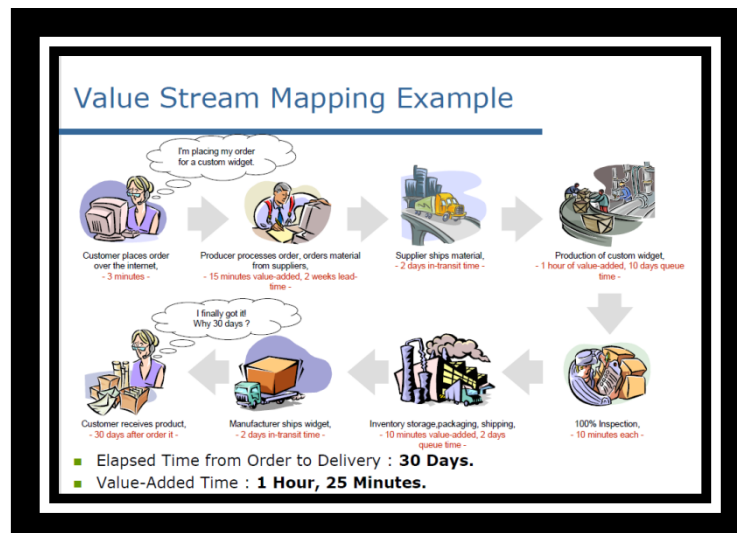 Value Stream Mapping Example
I'm placing my order
for a custom widget.
Customer places order
over the internet,
- 3 minutes -
Producer processes order, orders material
from suppliers,
- 15 minutes value-added, 2 weeks lead-
time -
Supplier ships material,
- 2 days in-transit time -
Production of custom widget,
- 1 hour of value-added, 10 days queue
time -
I finally got it!
Why 30 days ?
Customer receives product,
- 30 days after order it -
Manufacturer ships widget,
- 2 days in-transit time -
Inventory storage,packaging, shipping,
- 10 minutes value-added, 2 days
queue time -
100% Inspection,
- 10 minutes each -
Elapsed Time from Order to Delivery : 30 Days.
Value-Added Time : 1 Hour, 25 Minutes.